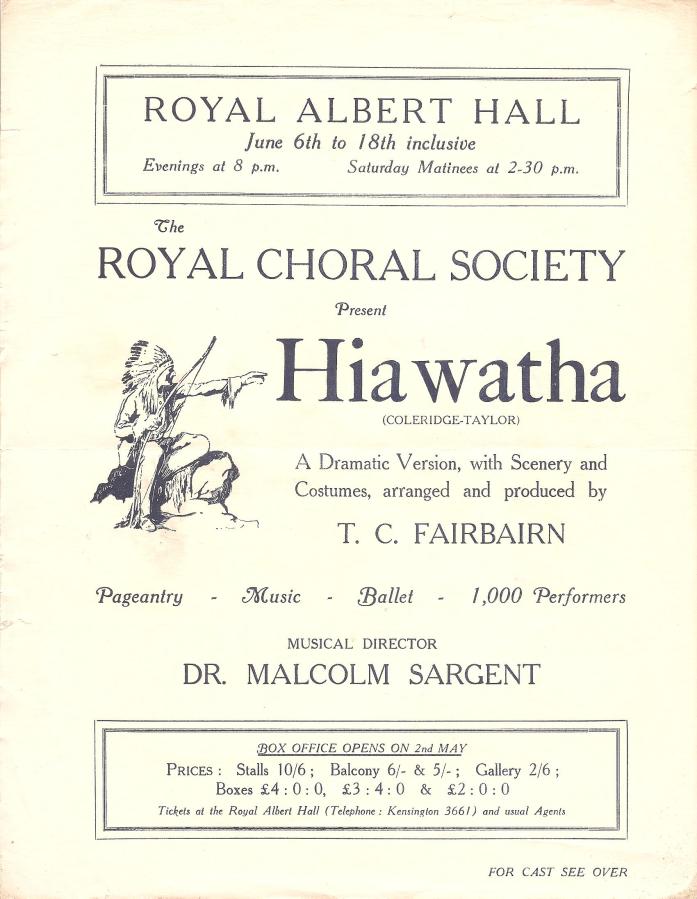 ROYAL ALBERT HALL
June 6th to 18th inclusive
Evenings at 8 p.m. Saturday Matinees at 2-30 p.m.
The
ROYAL CHORAL SOCIETY
Present
Hiawatha
(COLERIDGE-TAYLOR)
A Dramatic Version, with Scenery and
Costumes, arranged and produced by
T. C. FAIRBAIRN
Pageantry - Music - Ballet - 1,000 Performers
MUSICAL DIRECTOR
DR. MALCOLM SARGENT
BOX OFFICE OPENS ON 2nd MAY
PRICES : Stalls 10/6 ; Balcony 6/- & 5/- ; Gallery 2/6 ;
Boxes £4 : 0 : 0, £3 : 4 : 0 & £2 : 0 : 0
Tickets at the Royal Albert Hall (Telephone : Kensington 3661) and usual Agents
FOR CAST SEE OVER